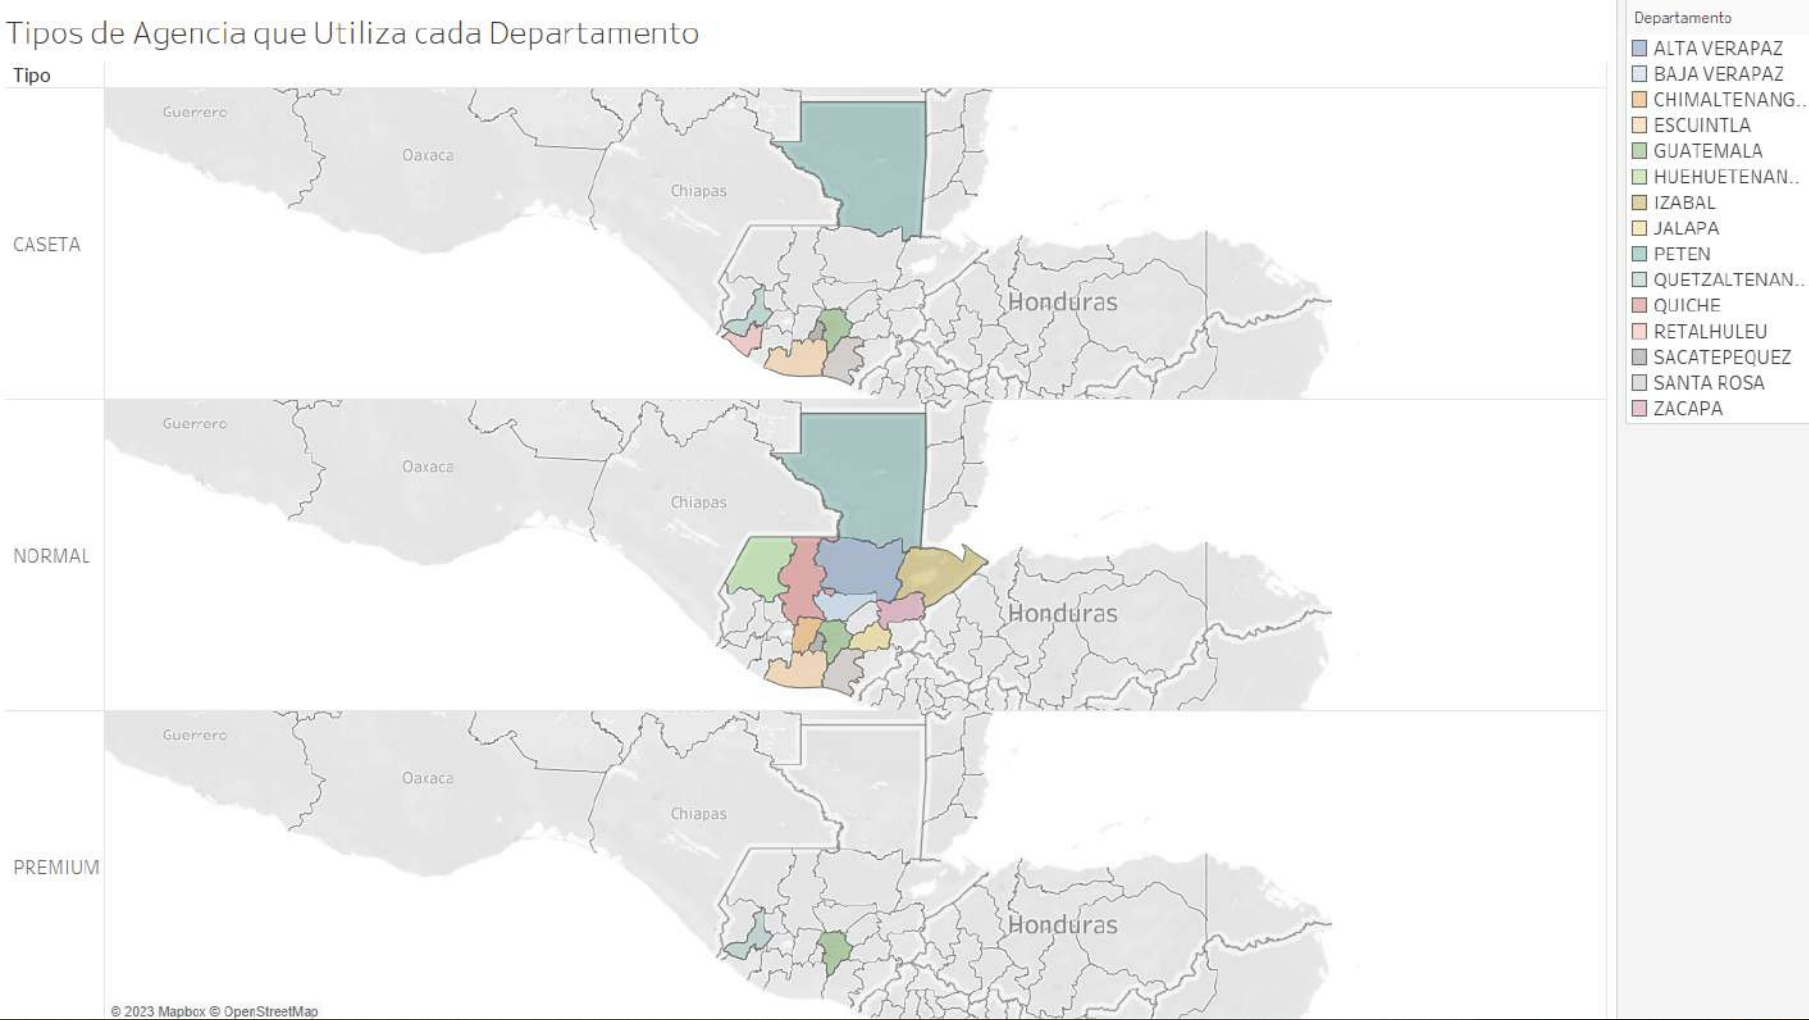 Tipos de Agencia que Utiliza cada Departamento
Tipo
CASETA
Guerrero
Oaxaca
Chiapas
Honduras
NORMAL
Guerrero
Oaxaca
Chiapas
Honduras
PREMIUM
Guerrero
Oaxaca
Chiapas
Honduras
© 2023 Mapbox © OpenStreetMap
Departamento
ALTA VERAPAZ
BAJA VERAPAZ
CHIMALTENANG..
ESCUINTLA
GUATEMALA
HUEHUETENAN..
IZABAL
JALAPA
PETEN
QUETZALTENAN..
QUICHE
RETALHULEU
SACATEPEQUEZ
SANTA ROSA
ZACAPA